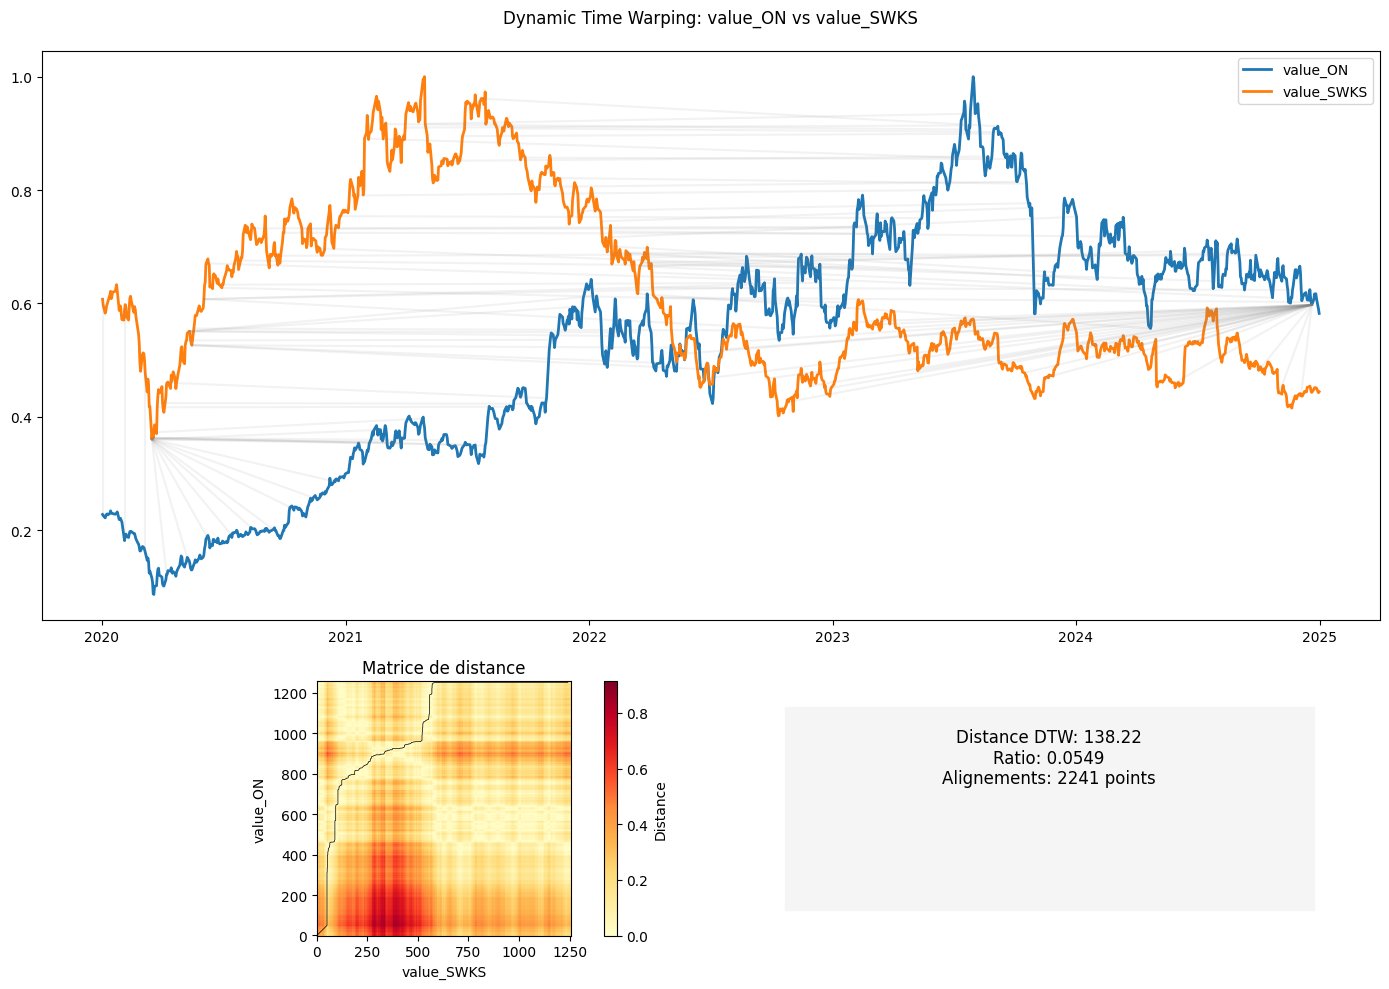 Dynamic Time Warping: value_ON vs value_SWKS
value_ON
value_SWKS
1.0
0.8
0.6
0.4
0.2
2020 2021 2022 2023 2024 2025
Matrice de distance
value_ON
1200
1000
800
600
400
200
0
0 250 500 750 1000 1250
value_SWKS
0.8
0.6
0.4
0.2
0.0
Distance
Distance DTW: 138.22
Ratio: 0.0549
Alignements: 2241 points